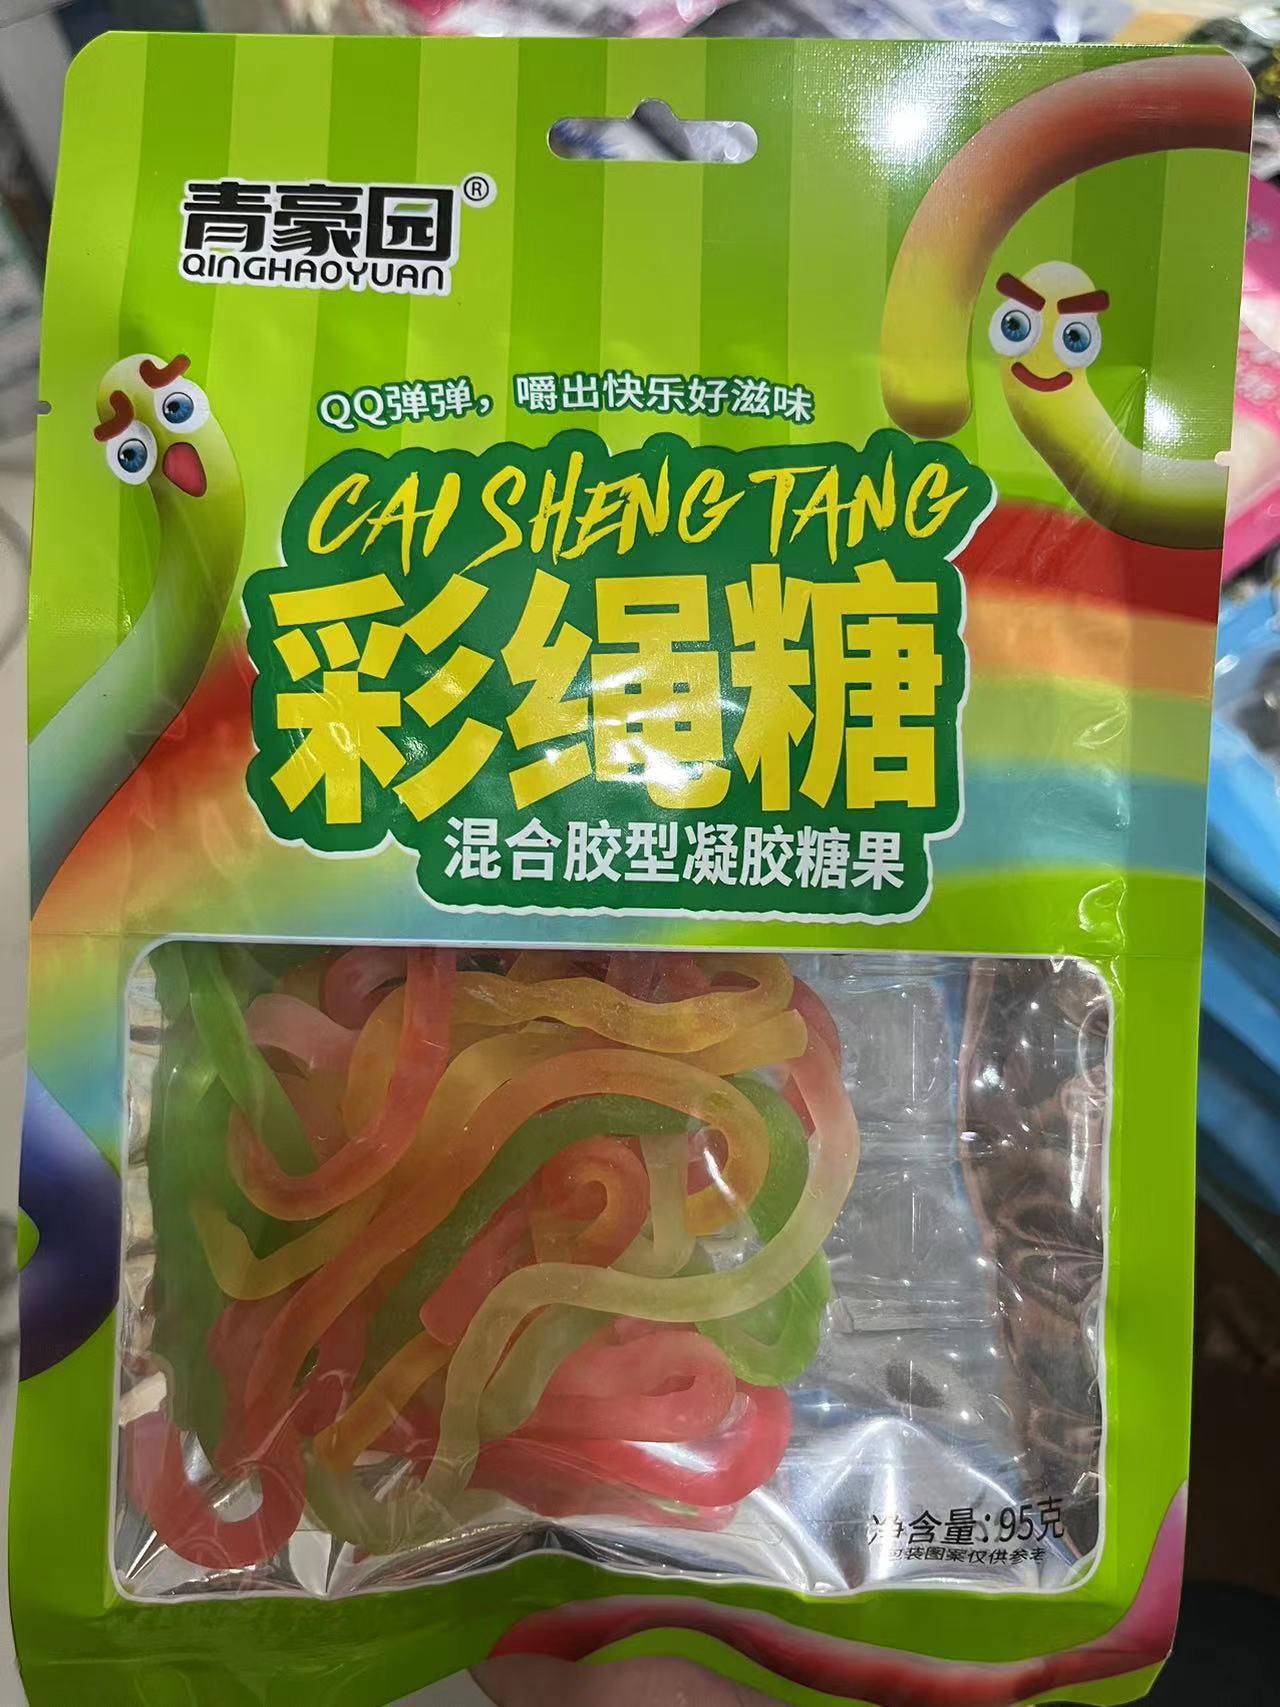 青豪园®
QINGHAOYUAN
QQ弹弹，嚼出快乐好滋味
CAI SHENG TANG
彩绳糖
混合胶型凝胶糖果
净含量:95克
包装图案仅供参考